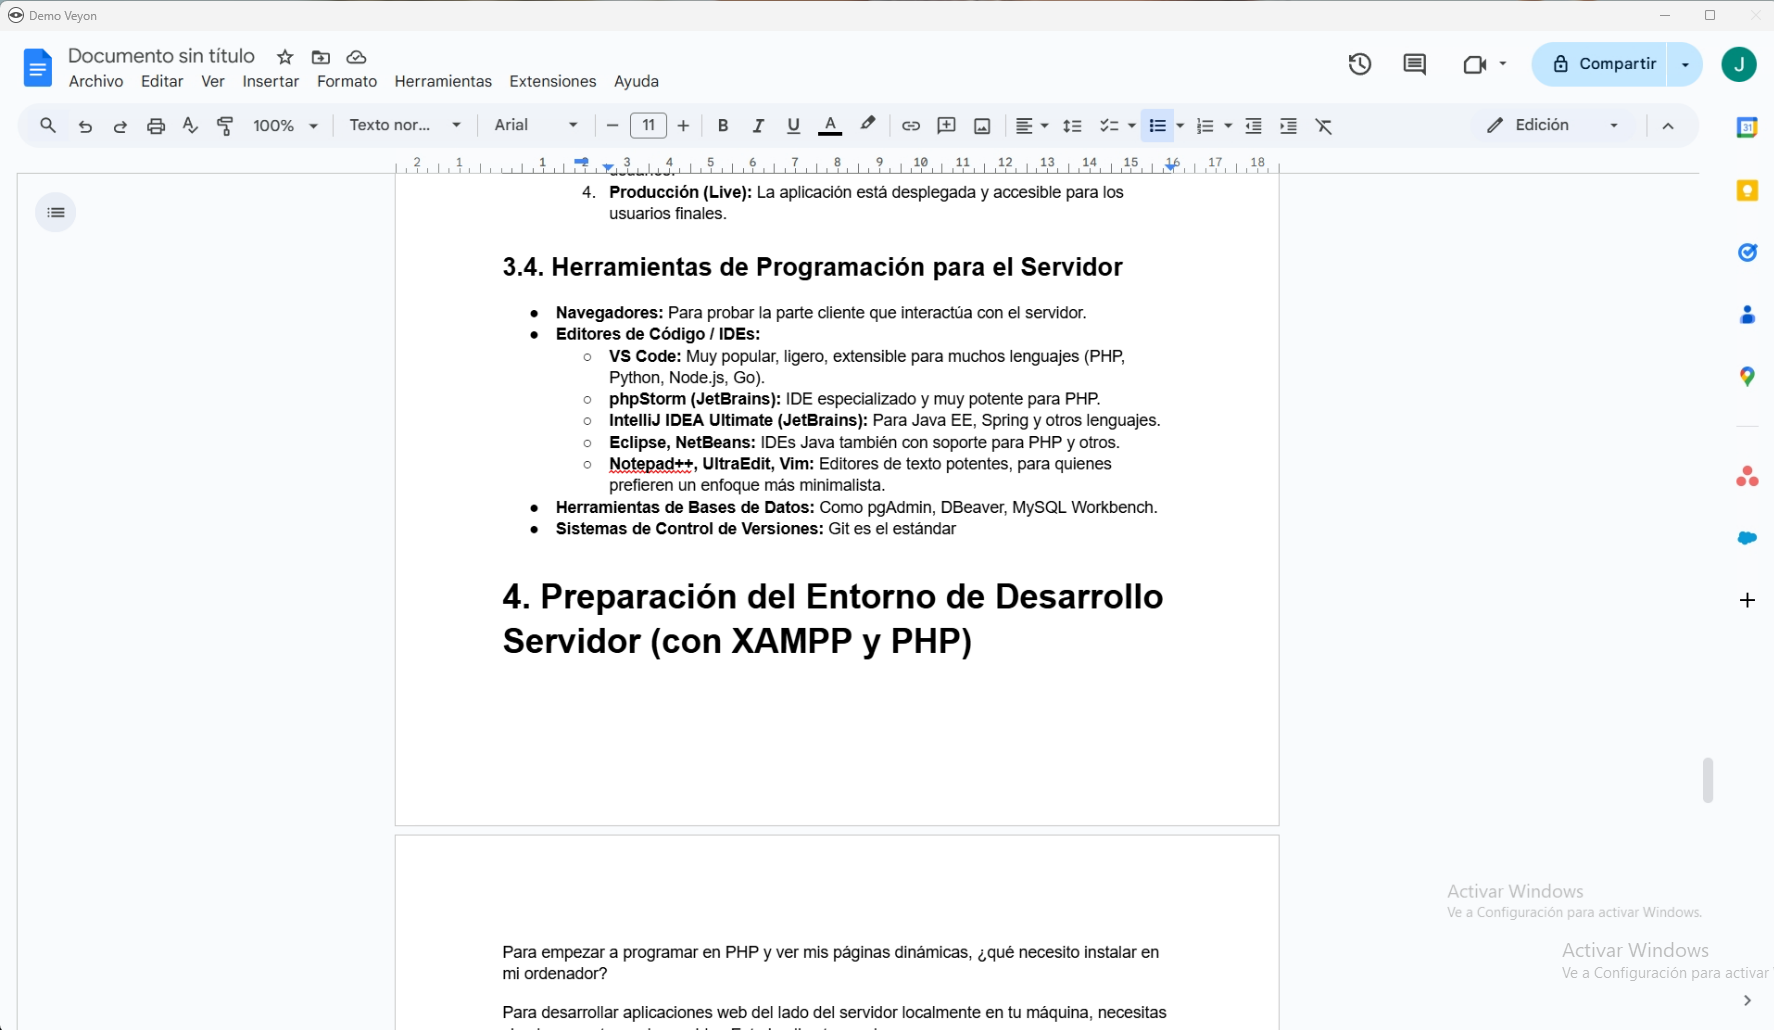 Demo Veyon
Documento sin título
Archivo Editar Ver Insertar Formato Herramientas Extensiones Ayuda
Compartir
J
100% Texto nor... Arial 11 Edición
2 1 1 2 3 4 5 6 7 8 9 10 11 12 13 14 15 16 17 18
31
usuarios.
4. Producción (Live): La aplicación está desplegada y accesible para los
usuarios finales.
3.4. Herramientas de Programación para el Servidor
● Navegadores: Para probar la parte cliente que interactúa con el servidor.
● Editores de Código / IDEs:
○ VS Code: Muy popular, ligero, extensible para muchos lenguajes (PHP,
Python, Node.js, Go).
○ phpStorm (JetBrains): IDE especializado y muy potente para PHP.
○ IntelliJ IDEA Ultimate (JetBrains): Para Java EE, Spring y otros lenguajes.
○ Eclipse, NetBeans: IDEs Java también con soporte para PHP y otros.
○ Notepad++, UltraEdit, Vim: Editores de texto potentes, para quienes
prefieren un enfoque más minimalista.
● Herramientas de Bases de Datos: Como pgAdmin, DBeaver, MySQL Workbench.
● Sistemas de Control de Versiones: Git es el estándar
4. Preparación del Entorno de Desarrollo
Servidor (con XAMPP y PHP)
Para empezar a programar en PHP y ver mis páginas dinámicas, ¿qué necesito instalar en
mi ordenador?
Para desarrollar aplicaciones web del lado del servidor localmente en tu máquina, necesitas
Activar Windows
Ve a Configuración para activar Windows.
Activar Windows
Ve a Configuración para activar